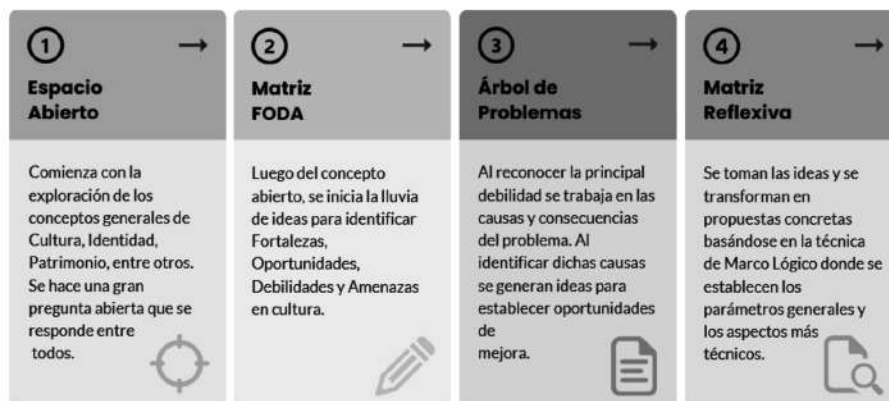 1
Espacio
Abierto
Comienza con la
exploración de los
conceptos generales de
Cultura, Identidad,
Patrimonio, entre otros.
Se hace una gran
pregunta abierta que se
responde entre
todos.
2
Matriz
FODA
Luego del concepto
abierto, se inicia la lluvia
de ideas para identificar
Fortalezas,
Oportunidades,
Debilidades y Amenazas
en cultura.
3
Árbol de
Problemas
Al reconocer la principal
debilidad se trabaja en las
causas y consecuencias
del problema. Al
identificar dichas causas
se generan ideas para
establecer oportunidades
de
mejora.
4
Matriz
Reflexiva
Se toman las ideas y se
transforman en
propuestas concretas
basándose en la técnica
de Marco Lógico donde se
establecen los
parámetros generales y
los aspectos más
técnicos.